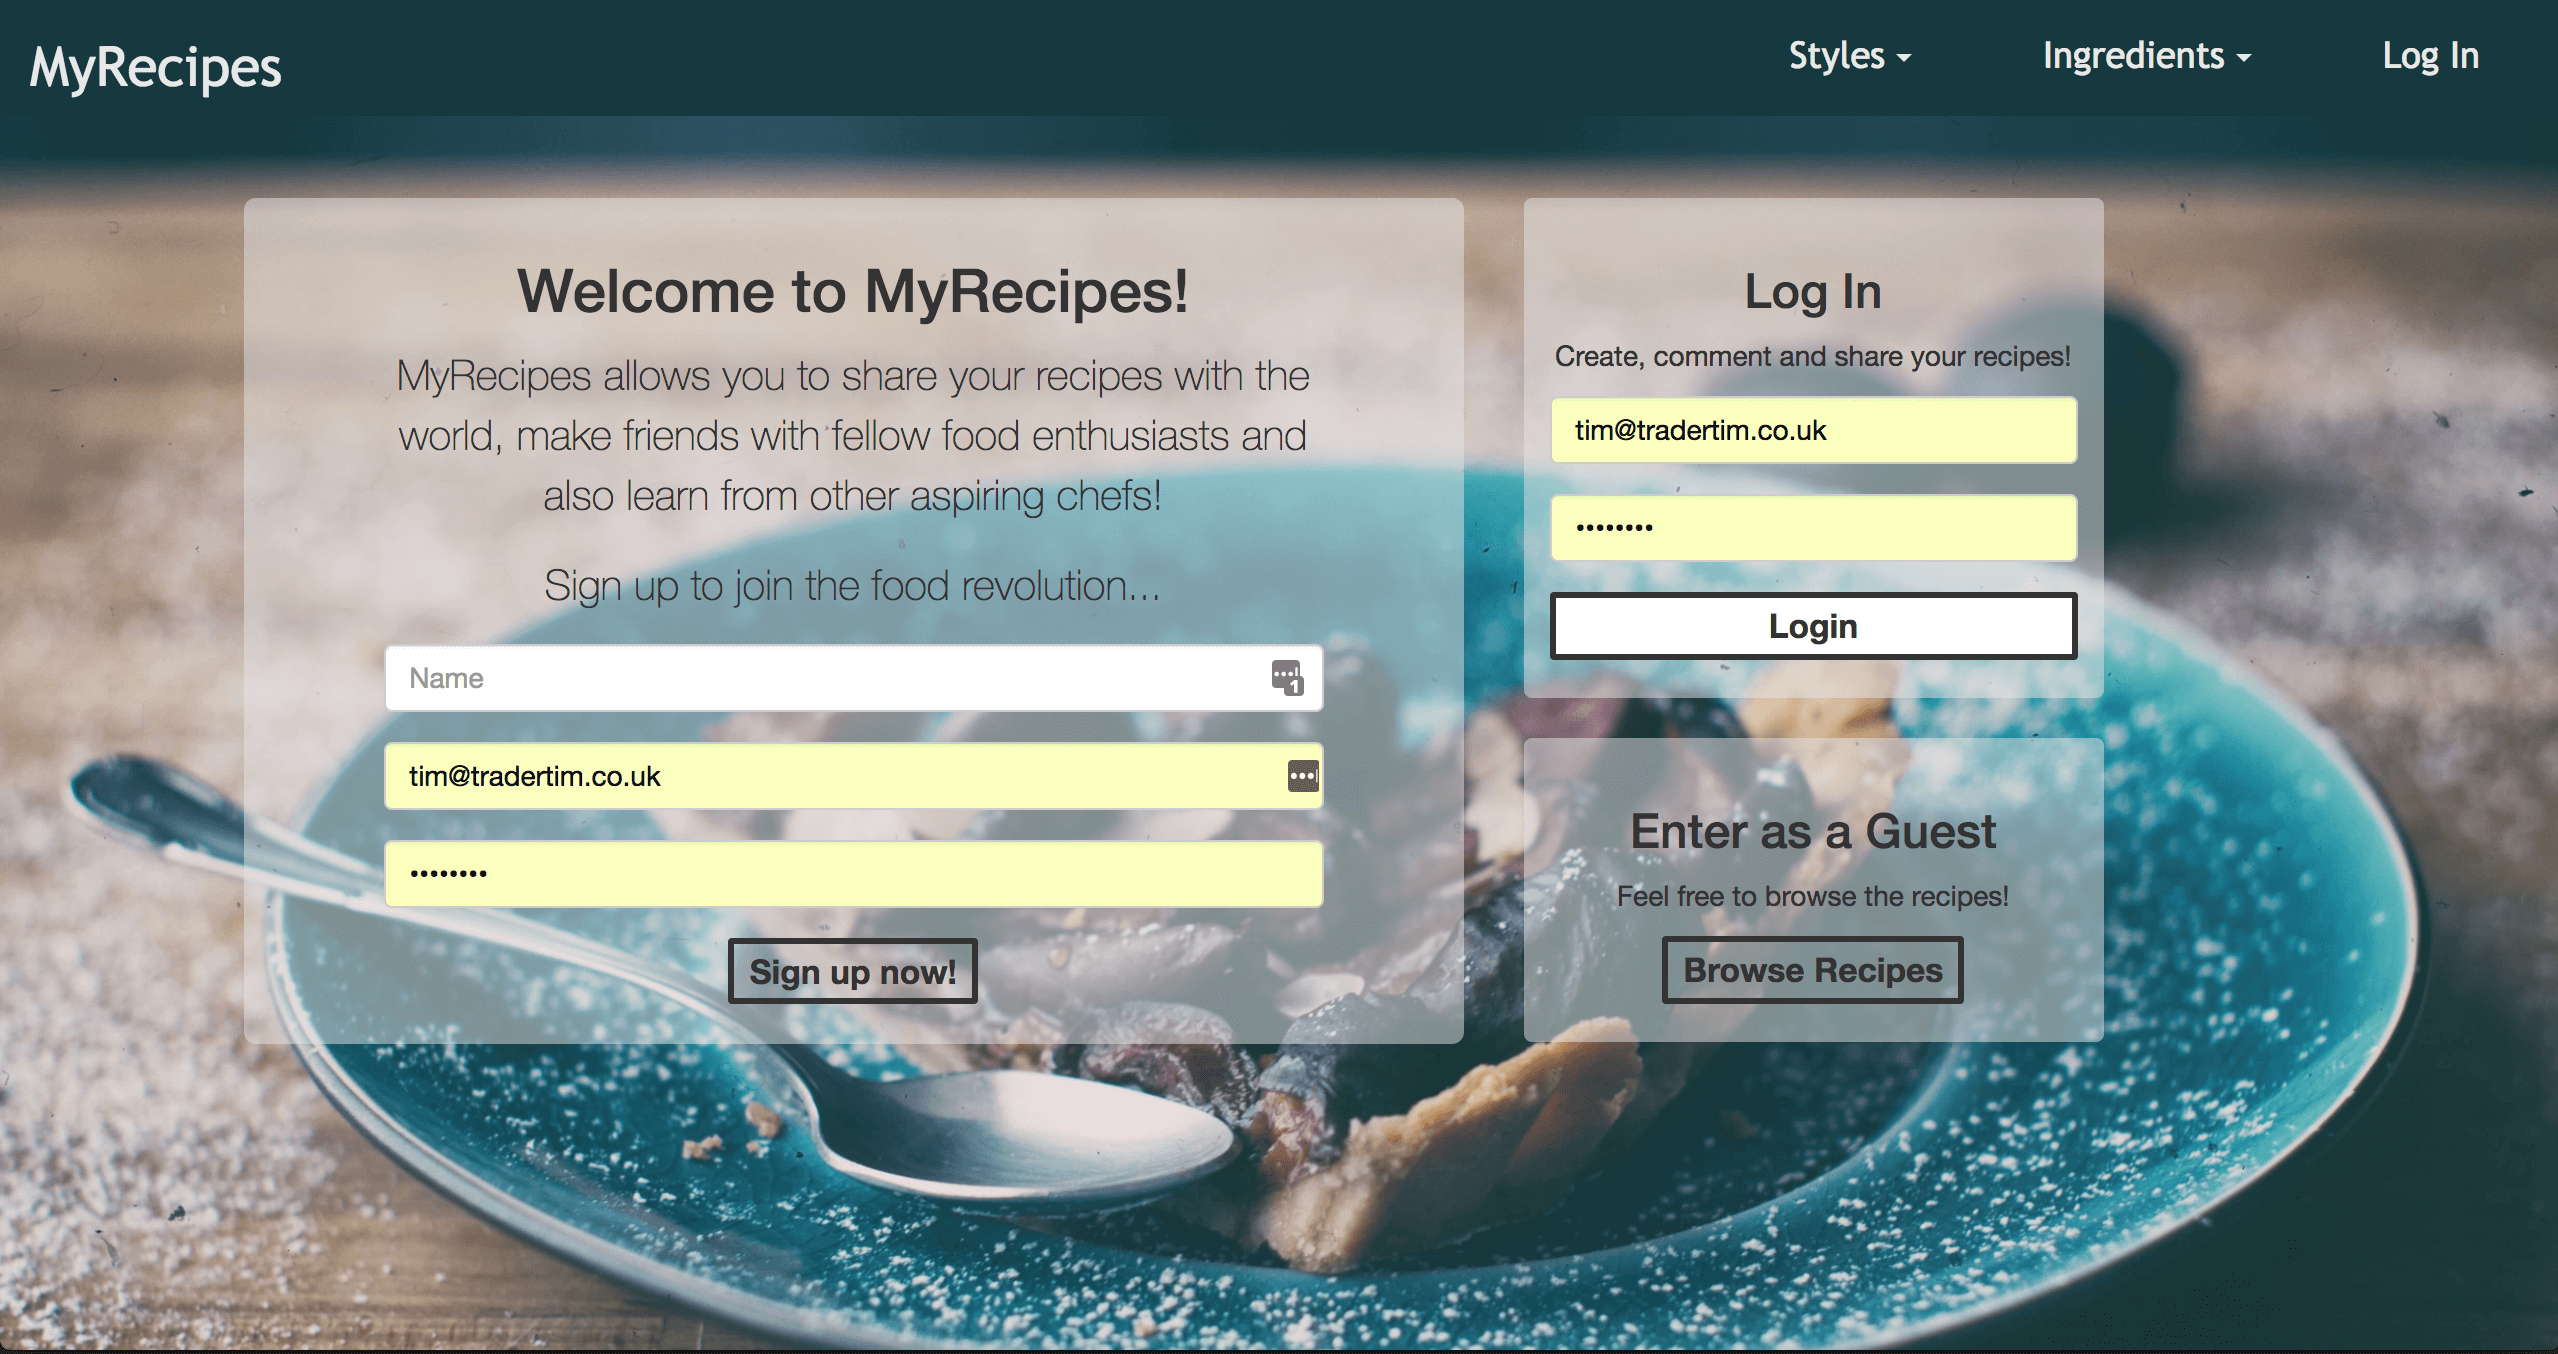 MyRecipes
Styles
Ingredients
Log In
Welcome to MyRecipes!
MyRecipes allows you to share your recipes with the
world, make friends with fellow food enthusiasts and
also learn from other aspiring chefs!
Sign up to join the food revolution...
Name
1
tim@tradertim.co.uk
••••••••
Sign up now!
Log In
Create, comment and share your recipes!
tim@tradertim.co.uk
••••••••
Login
Enter as a Guest
Feel free to browse the recipes!
Browse Recipes